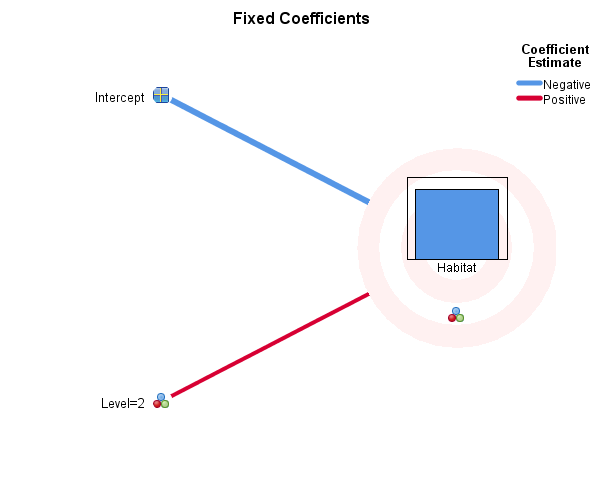 Fixed Coefficients
Coefficient
Estimate
Negative
Positive
Intercept
Habitat
Level=2